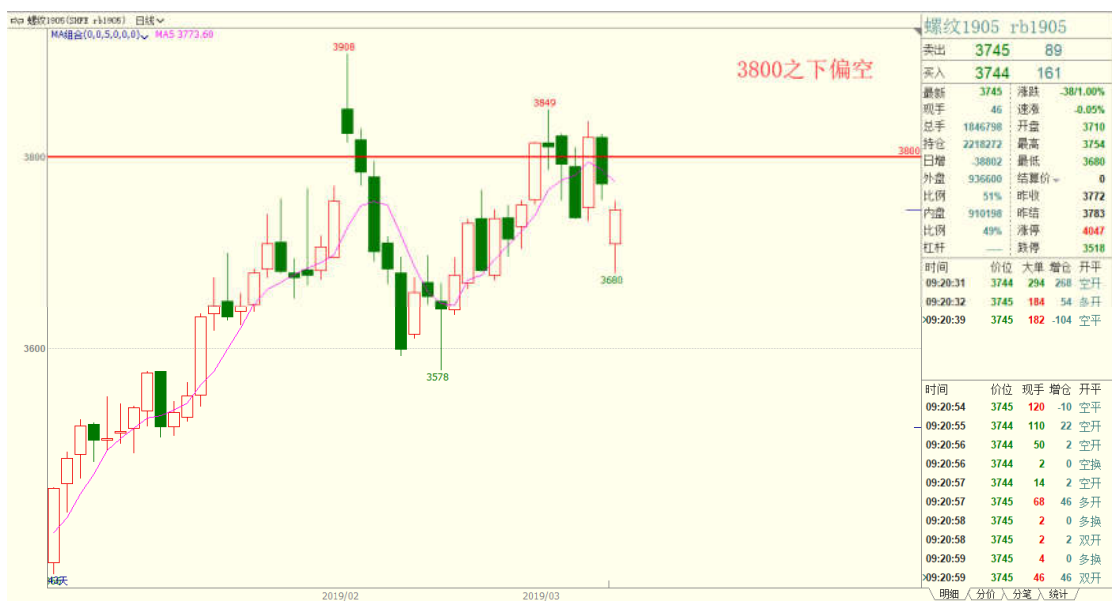 螺纹1905(SHFE rb1905) 日线
MA组合(0,0,5,0,0,0) MA5 3773.60
3908
3849
3800之下偏空
3800
3800
3680
3600
3578
天
2019/02
2019/03
螺纹1905 rb1905
卖出 3745 89
买入 3744 161
最新 3745 涨跌 -38/1.00%
现手 46 速涨 -0.05%
总手 1846798 开盘 3710
持仓 2218272 最高 3754
日增 -38802 最低 3680
外盘 936600 结算价 0
比例 51% 昨收 3772
内盘 910198 昨结 3783
比例 49% 涨停 4047
杠杆 ── 跌停 3518
时间 价位 大单 增仓 开平
09:20:31 3744 294 268 空开
09:20:32 3745 184 54 多开
09:20:39 3745 182 -104 空平
时间 价位 现手 增仓 开平
09:20:54 3745 120 -10 空平
09:20:55 3744 110 22 空开
09:20:56 3744 50 2 空开
09:20:56 3744 2 0 空换
09:20:57 3744 14 2 空开
09:20:57 3745 68 46 多开
09:20:58 3745 2 0 多换
09:20:58 3745 2 2 双开
09:20:59 3745 4 0 多换
09:20:59 3745 46 46 双开
明细 分价 分笔 统计